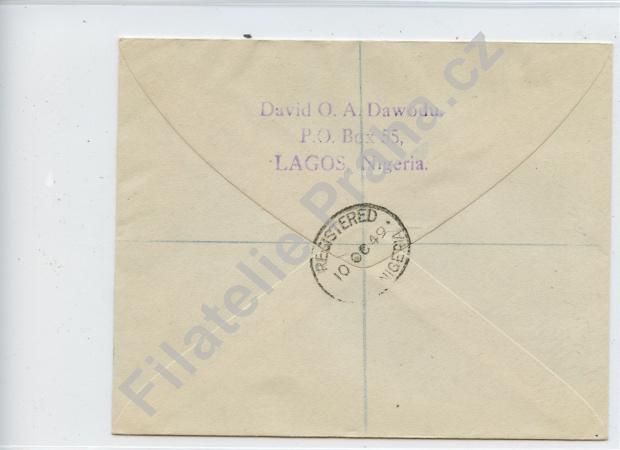 David O. A. Dawodu,
P.O. Box 55,
LAGOS, Nigeria.
REGISTERED · NIGERIA
10 OC 49
Filatelie Praha.cz